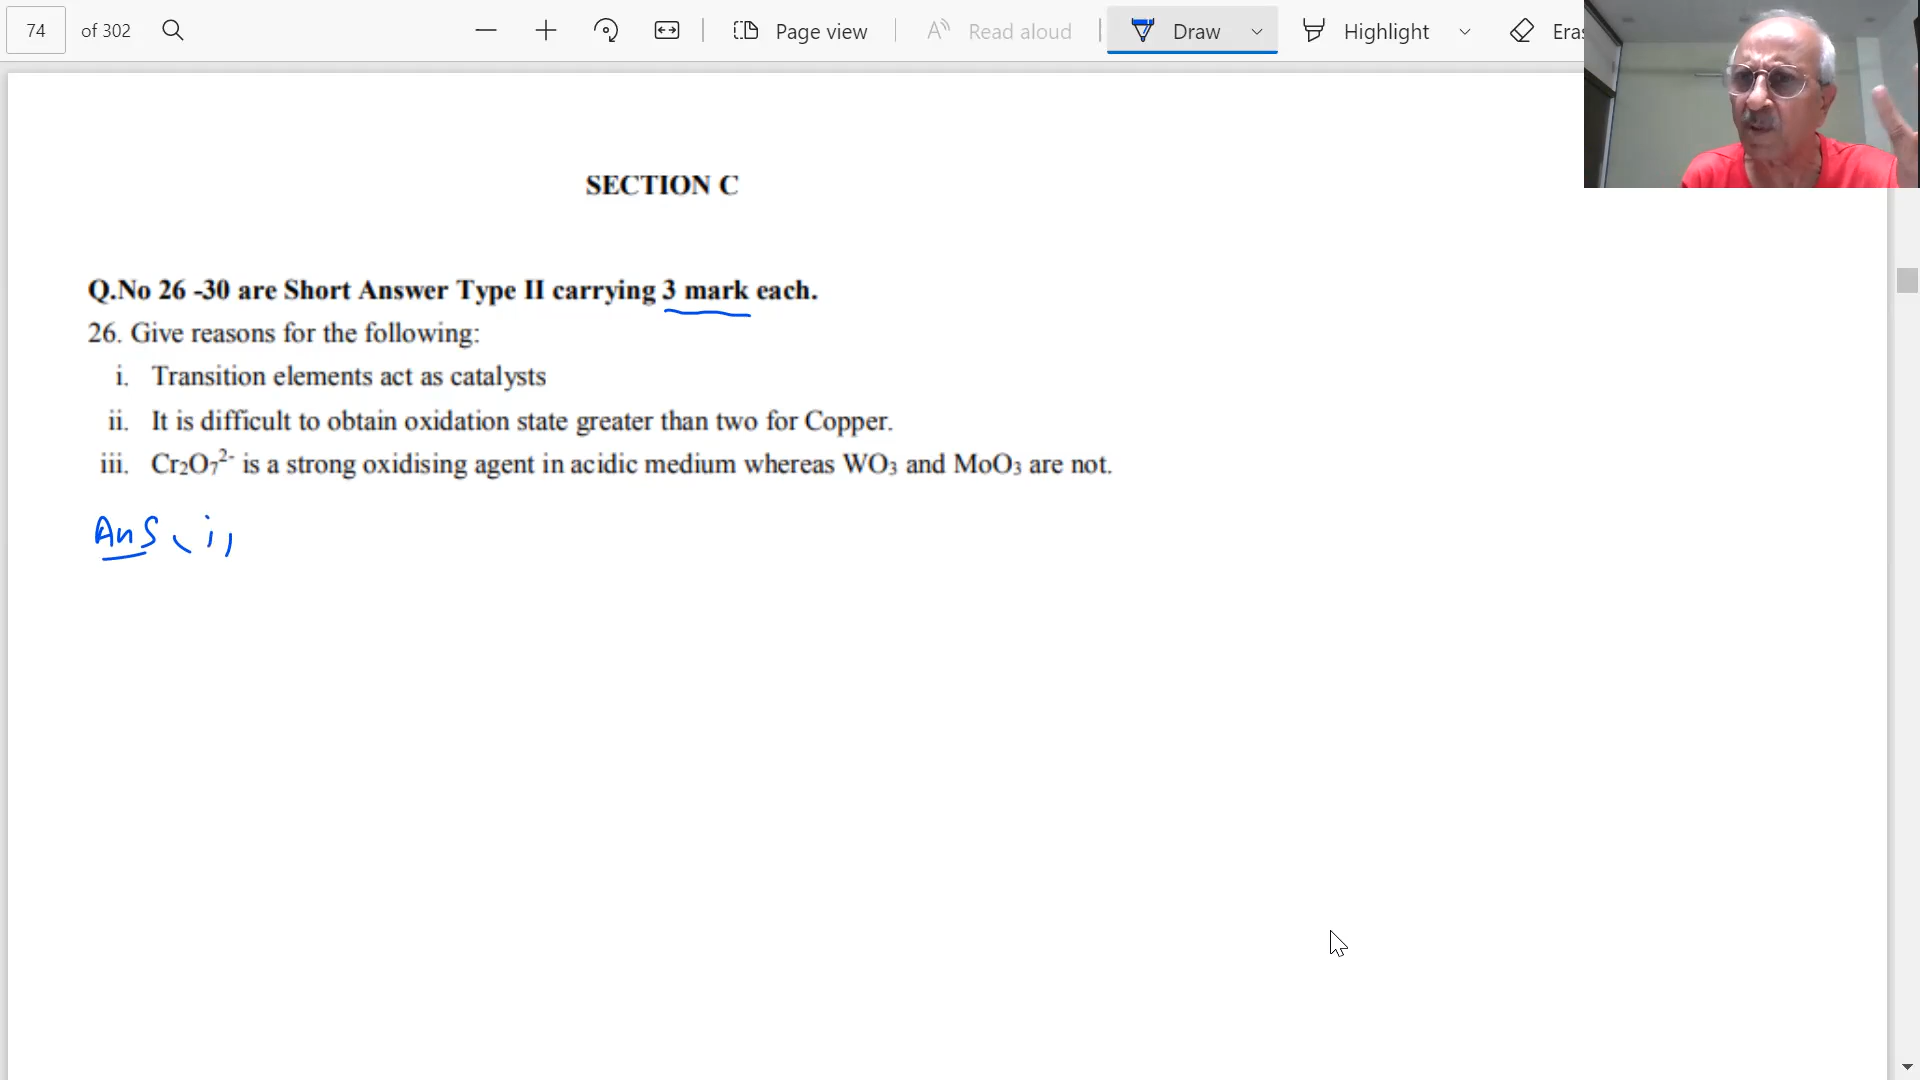 74 of 302 Page view Read aloud Draw Highlight Eras
SECTION C
Q.No 26 -30 are Short Answer Type II carrying 3 mark each.
26. Give reasons for the following:
i. Transition elements act as catalysts
ii. It is difficult to obtain oxidation state greater than two for Copper.
iii. Cr₂O₇²⁻ is a strong oxidising agent in acidic medium whereas WO₃ and MoO₃ are not.
Ans (i)